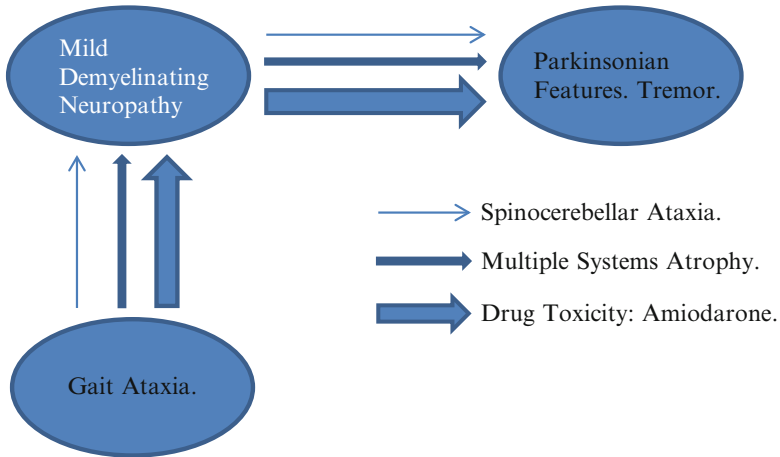 Mild
Demyelinating
Neuropathy
Parkinsonian
Features. Tremor.
Spinocerebellar Ataxia.
Multiple Systems Atrophy.
Drug Toxicity: Amiodarone.
Gait Ataxia.